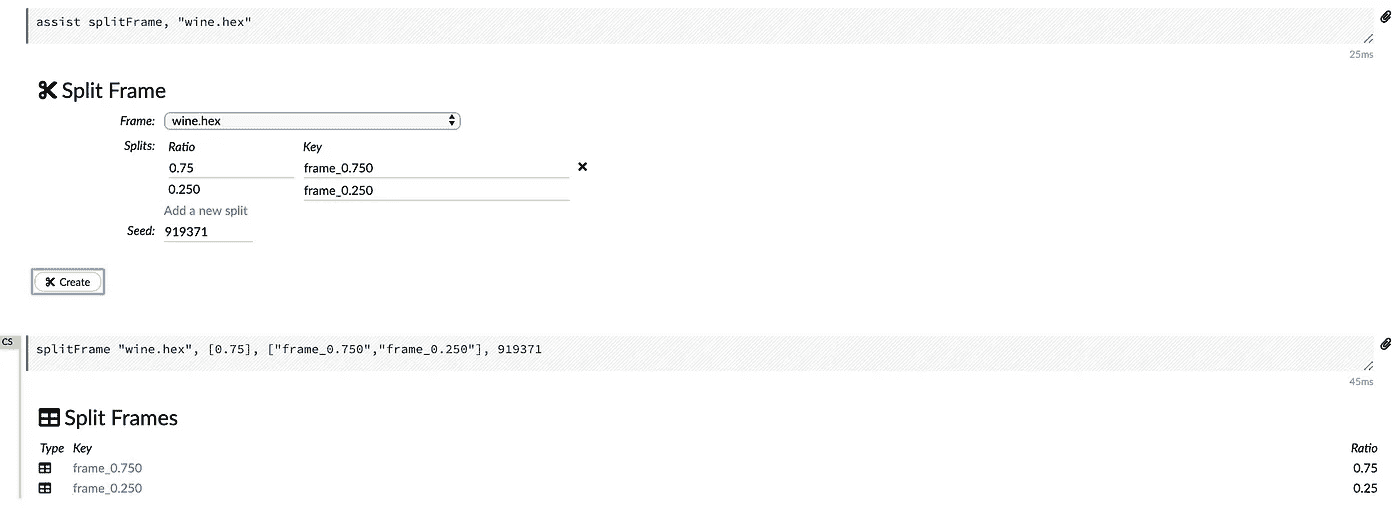 assist splitFrame, "wine.hex"
25ms
Split Frame
Frame: wine.hex
Splits: Ratio Key
0.75 frame_0.750
0.250 frame_0.250
Add a new split
Seed: 919371
Create
CS
splitFrame "wine.hex", [0.75], ["frame_0.750","frame_0.250"], 919371
45ms
Split Frames
Type Key Ratio
frame_0.750 0.75
frame_0.250 0.25